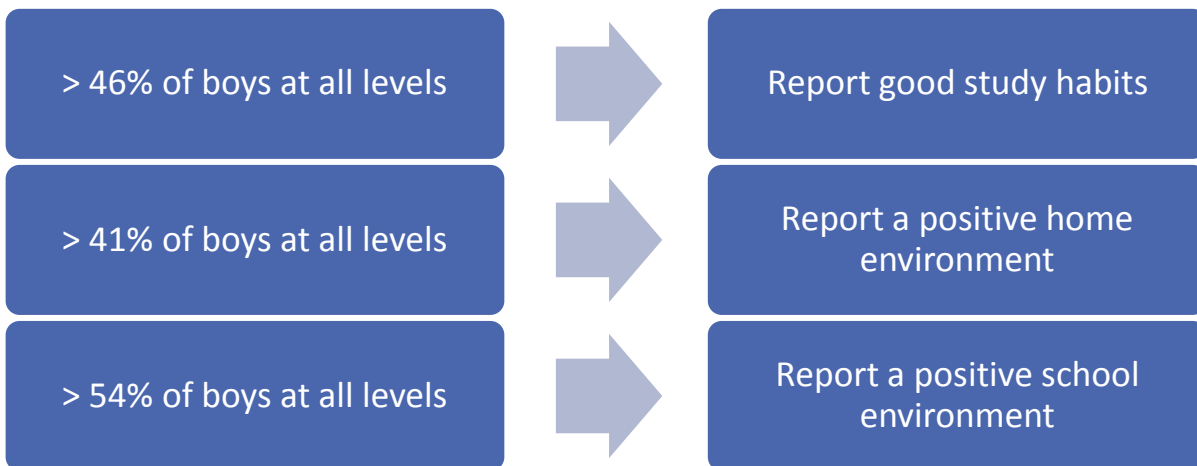 > 46% of boys at all levels
Report good study habits
> 41% of boys at all levels
Report a positive home
environment
> 54% of boys at all levels
Report a positive school
environment